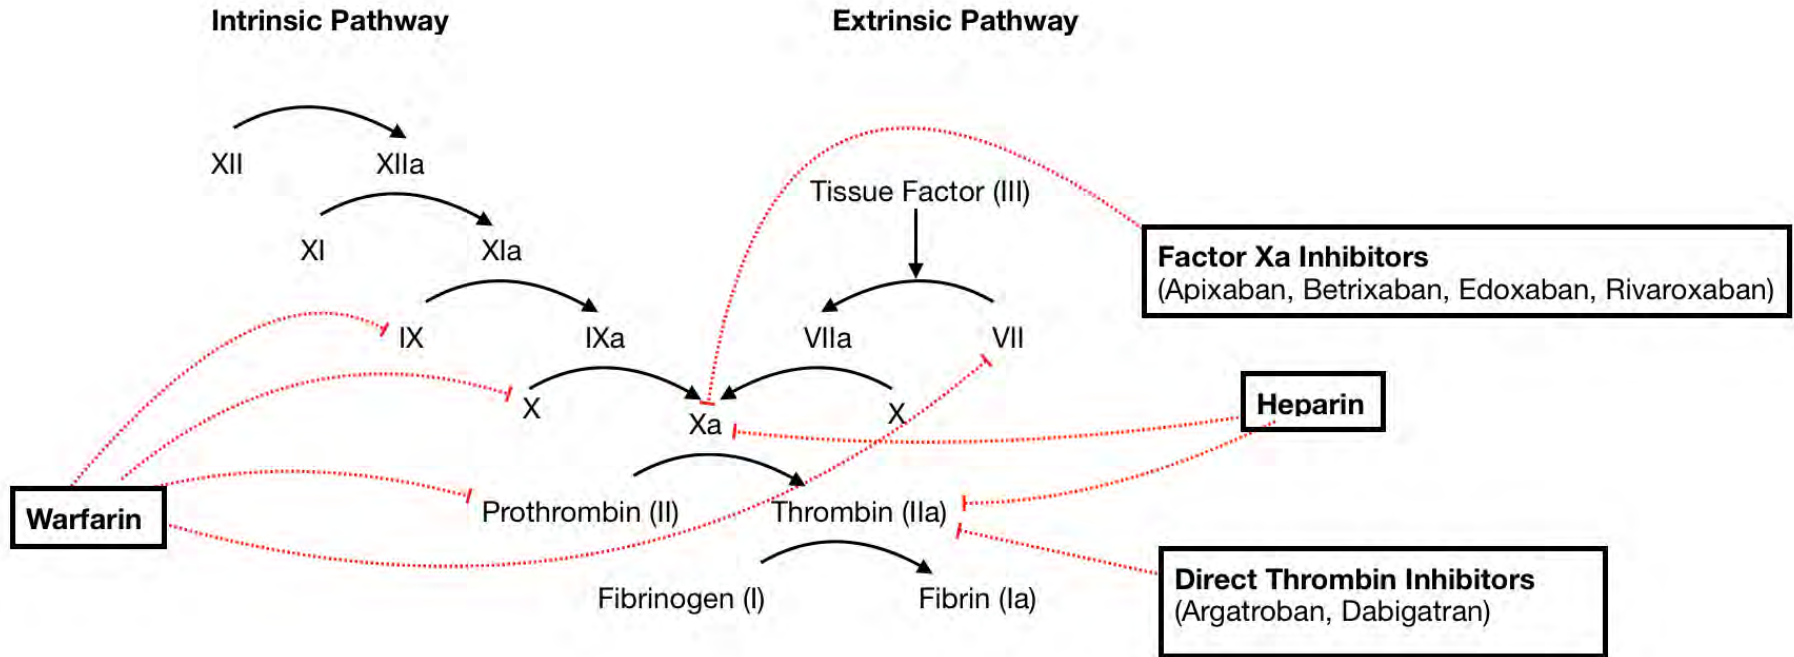 Intrinsic Pathway
Extrinsic Pathway
XII
XIIa
Tissue Factor (III)
XI
XIa
Factor Xa Inhibitors
(Apixaban, Betrixaban, Edoxaban, Rivaroxaban)
IX
IXa
VIIa
VII
X
Xa
X
Heparin
Warfarin
Prothrombin (II)
Thrombin (IIa)
Fibrinogen (I)
Fibrin (Ia)
Direct Thrombin Inhibitors
(Argatroban, Dabigatran)